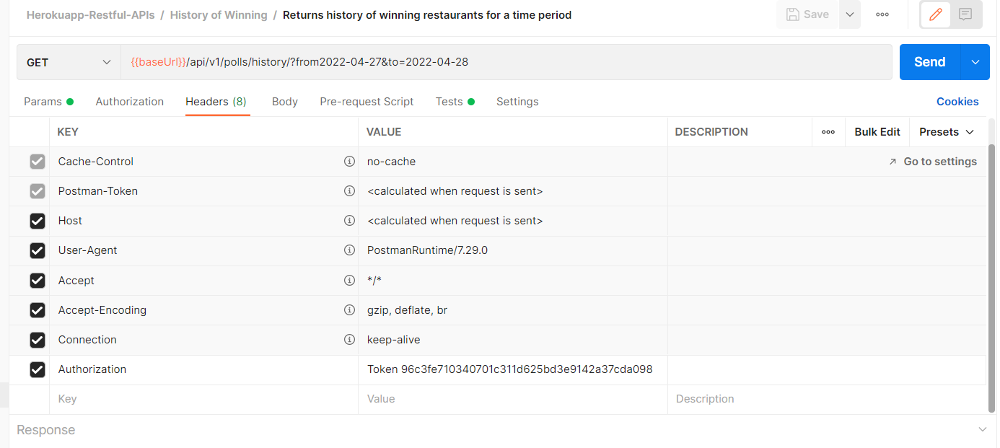 Herokuapp-Restful-APIs / History of Winning / Returns history of winning restaurants for a time period Save
GET {{baseUrl}}/api/v1/polls/history/?from2022-04-27&to=2022-04-28 Send
Params Authorization Headers (8) Body Pre-request Script Tests Settings Cookies
KEY VALUE DESCRIPTION Bulk Edit Presets
Cache-Control no-cache Go to settings
Postman-Token <calculated when request is sent>
Host <calculated when request is sent>
User-Agent PostmanRuntime/7.29.0
Accept */*
Accept-Encoding gzip, deflate, br
Connection keep-alive
Authorization Token 96c3fe710340701c311d625bd3e9142a37cda098
Key Value Description
Response